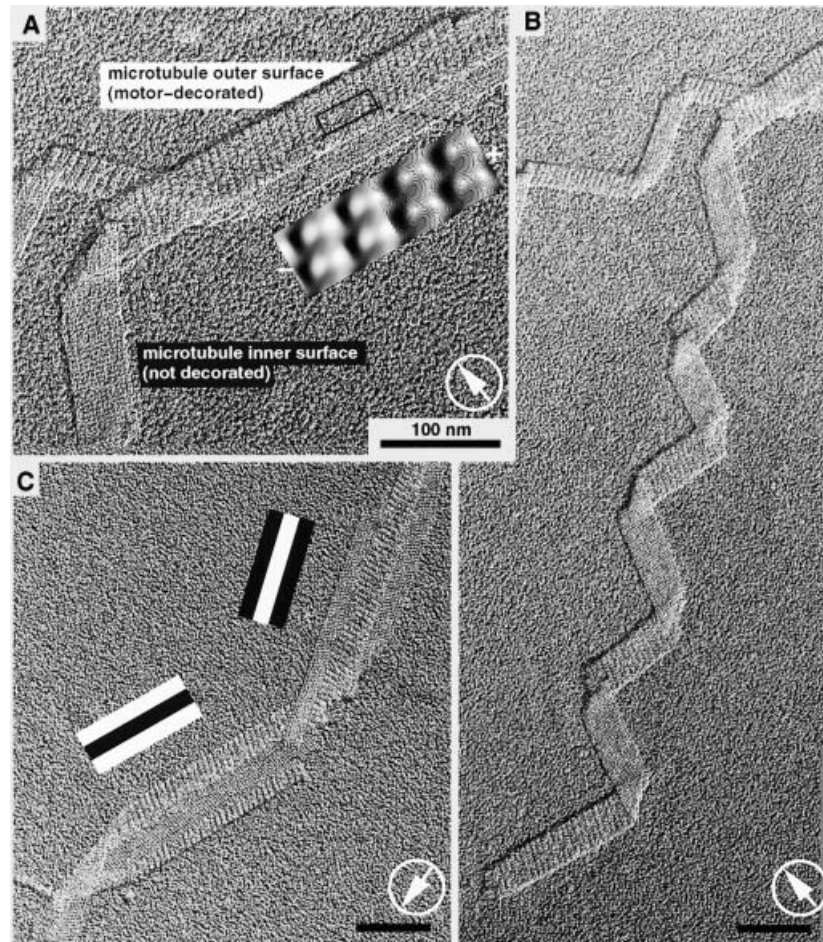 A
microtubule outer surface
(motor–decorated)
+
–
microtubule inner surface
(not decorated)
100 nm
B
C